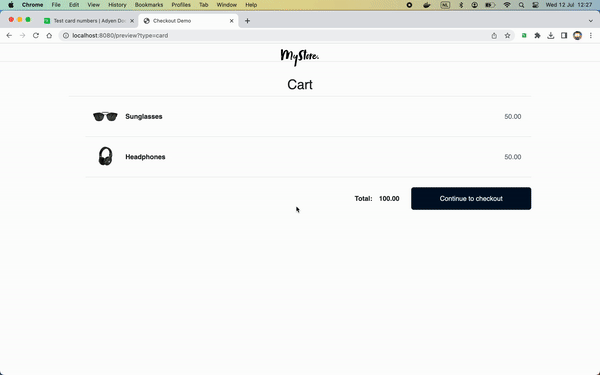 Chrome File Edit View History Bookmarks Profiles Tab Window Help NL Wed 12 Jul 12:27
Test card numbers | Adyen Do Checkout Demo
localhost:8080/preview?type=card
MyStore.
Cart
Sunglasses 50.00
Headphones 50.00
Total: 100.00 Continue to checkout